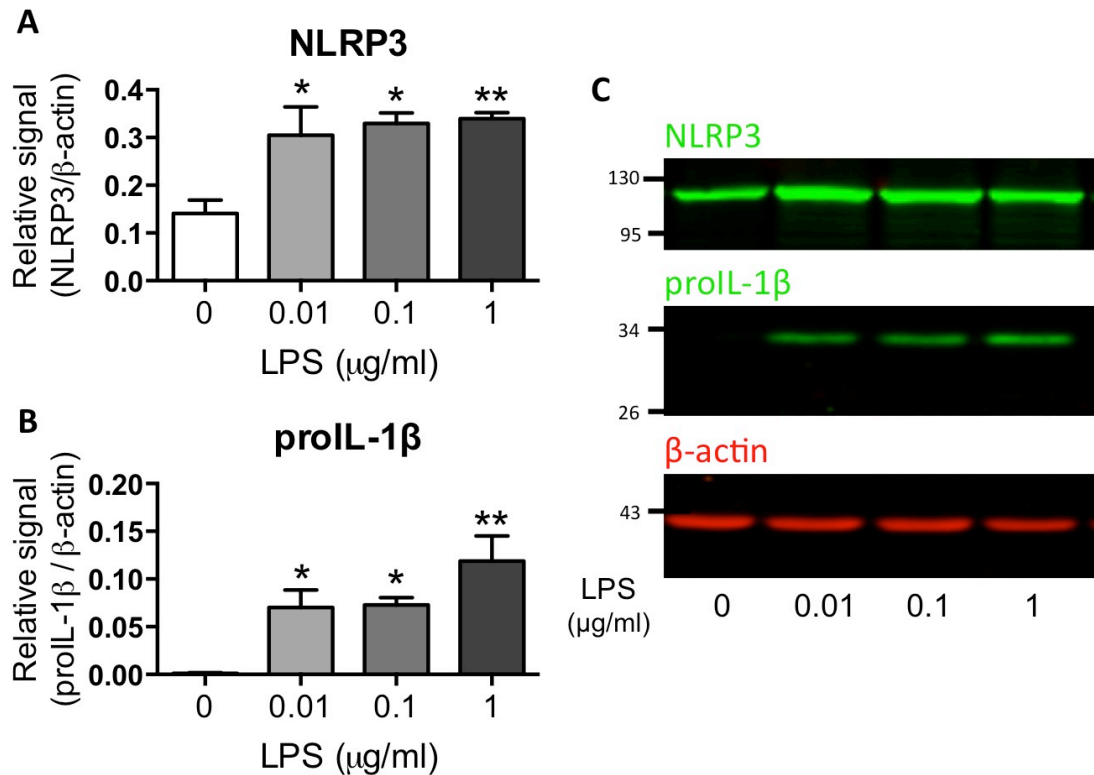 A
NLRP3
Relative signal
(NLRP3/β-actin)
0.4
0.3
0.2
0.1
0.0
*
*
**
0
0.01
0.1
1
LPS (μg/ml)
B
proIL-1β
Relative signal
(proIL-1β / β-actin)
0.20
0.15
0.10
0.05
0.00
*
*
**
0
0.01
0.1
1
LPS (μg/ml)
C
NLRP3
130
95
proIL-1β
34
26
β-actin
43
LPS
(μg/ml)
0
0.01
0.1
1